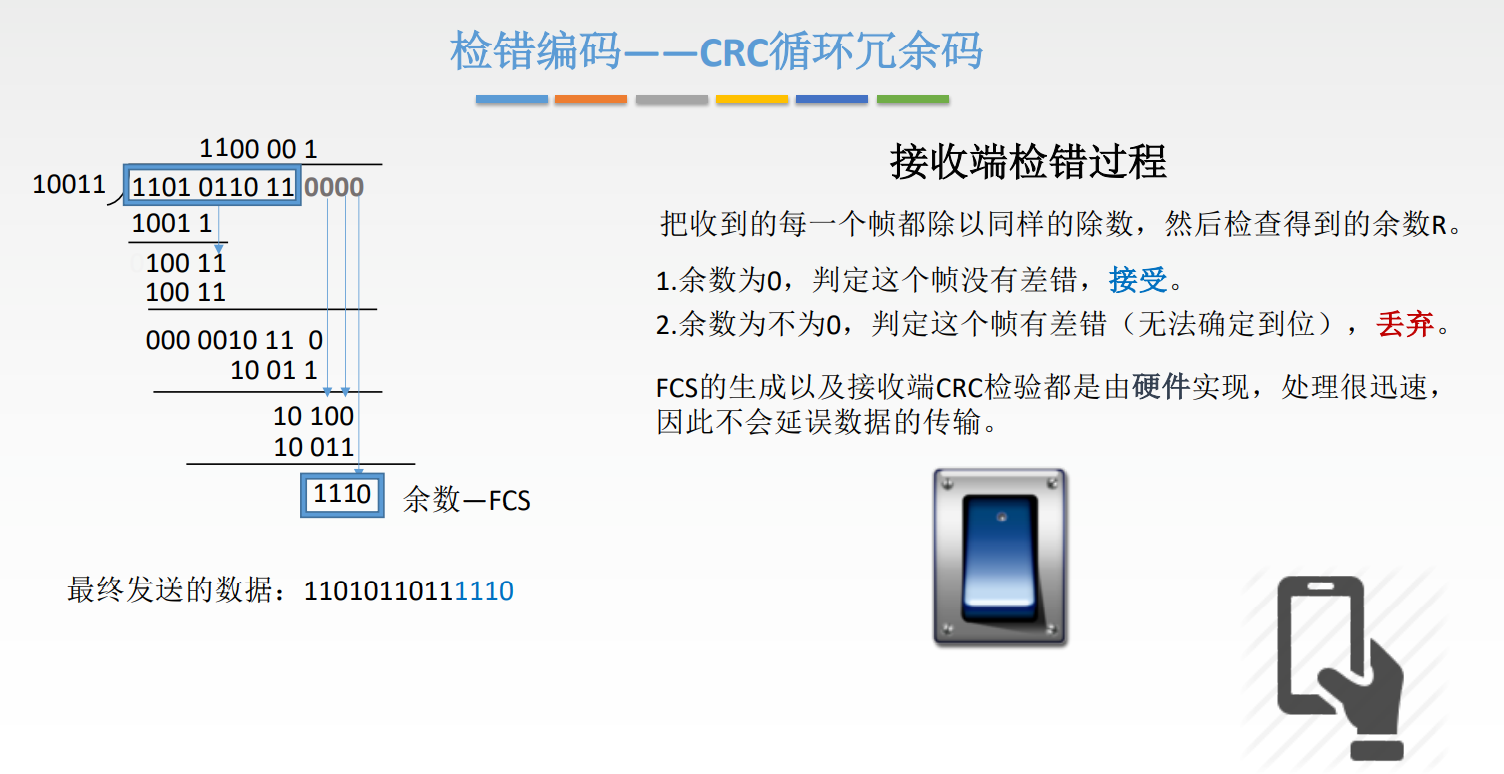 检错编码——CRC循环冗余码
1100 00 1
10011 1101 0110 11 0000
1001 1
0100 11
100 11
000 0010 11 0
10 01 1
10 100
10 011
1110 余数—FCS
最终发送的数据：11010110111110
接收端检错过程
把收到的每一个帧都除以同样的除数，然后检查得到的余数R。
1.余数为0，判定这个帧没有差错，接受。
2.余数为不为0，判定这个帧有差错（无法确定到位），丢弃。
FCS的生成以及接收端CRC检验都是由硬件实现，处理很迅速，
因此不会延误数据的传输。